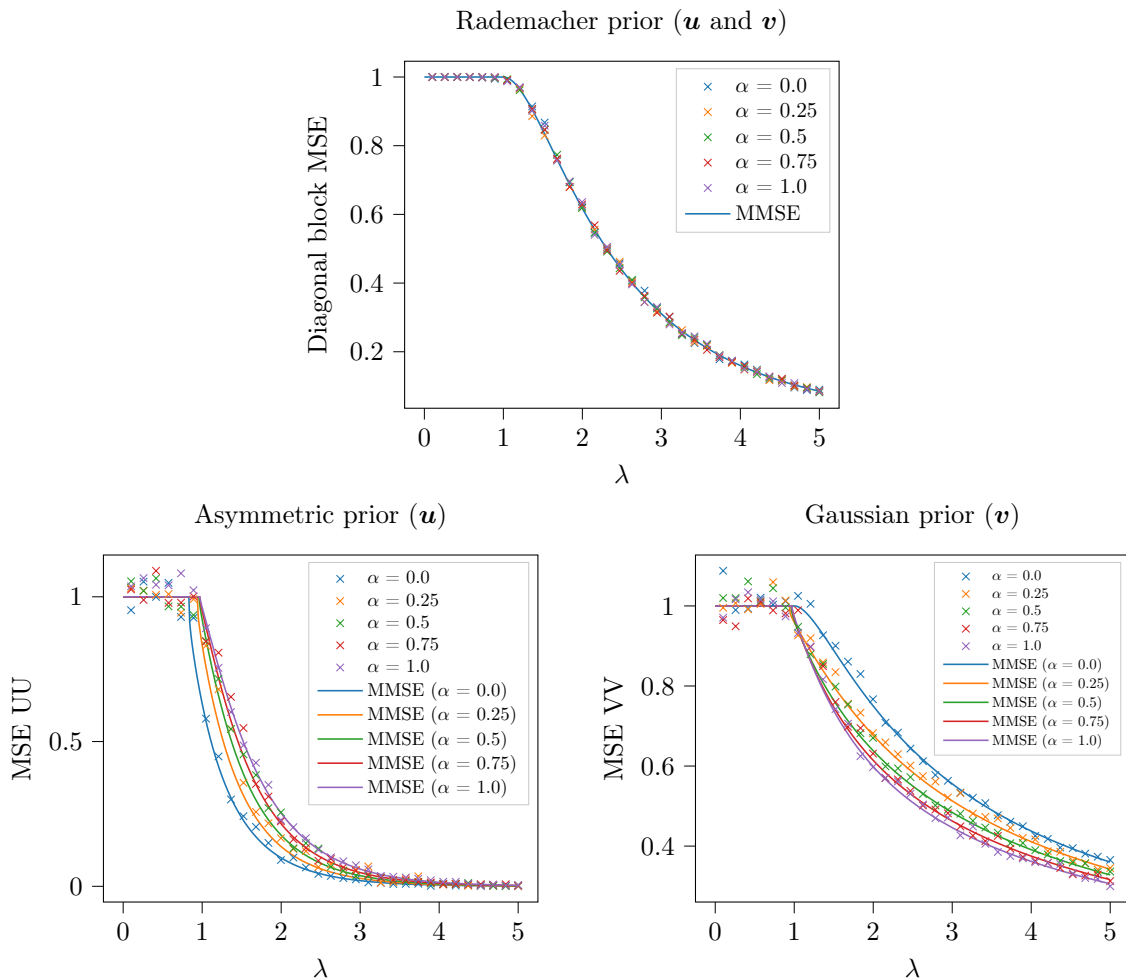 Rademacher prior (u and v)
Diagonal block MSE
1
0.8
0.6
0.4
0.2
α = 0.0
α = 0.25
α = 0.5
α = 0.75
α = 1.0
MMSE
0 1 2 3 4 5
λ
Asymmetric prior (u)
MSE UU
1
0.5
0
α = 0.0
α = 0.25
α = 0.5
α = 0.75
α = 1.0
MMSE (α = 0.0)
MMSE (α = 0.25)
MMSE (α = 0.5)
MMSE (α = 0.75)
MMSE (α = 1.0)
0 1 2 3 4 5
λ
Gaussian prior (v)
MSE VV
1
0.8
0.6
0.4
α = 0.0
α = 0.25
α = 0.5
α = 0.75
α = 1.0
MMSE (α = 0.0)
MMSE (α = 0.25)
MMSE (α = 0.5)
MMSE (α = 0.75)
MMSE (α = 1.0)
0 1 2 3 4 5
λ